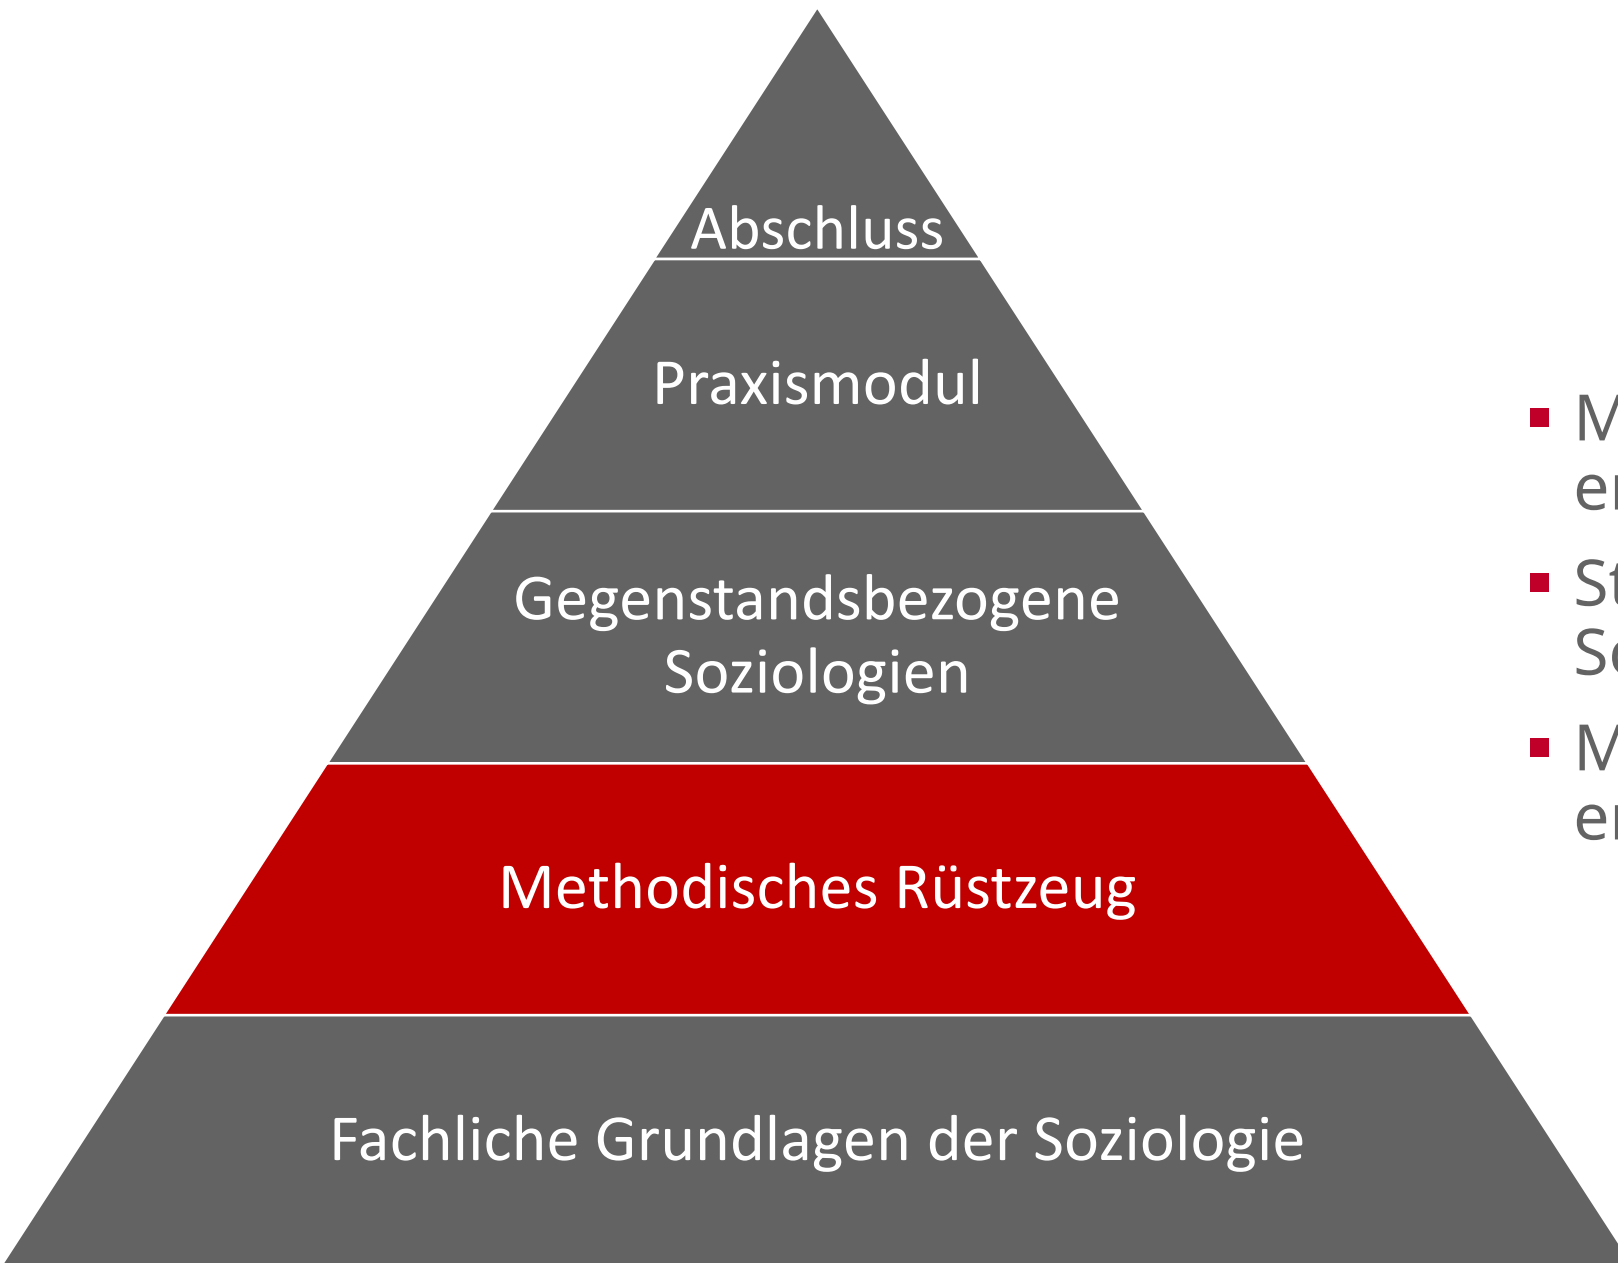 Abschluss
Praxismodul
Gegenstandsbezogene
Soziologien
Methodisches Rüstzeug
Fachliche Grundlagen der Soziologie